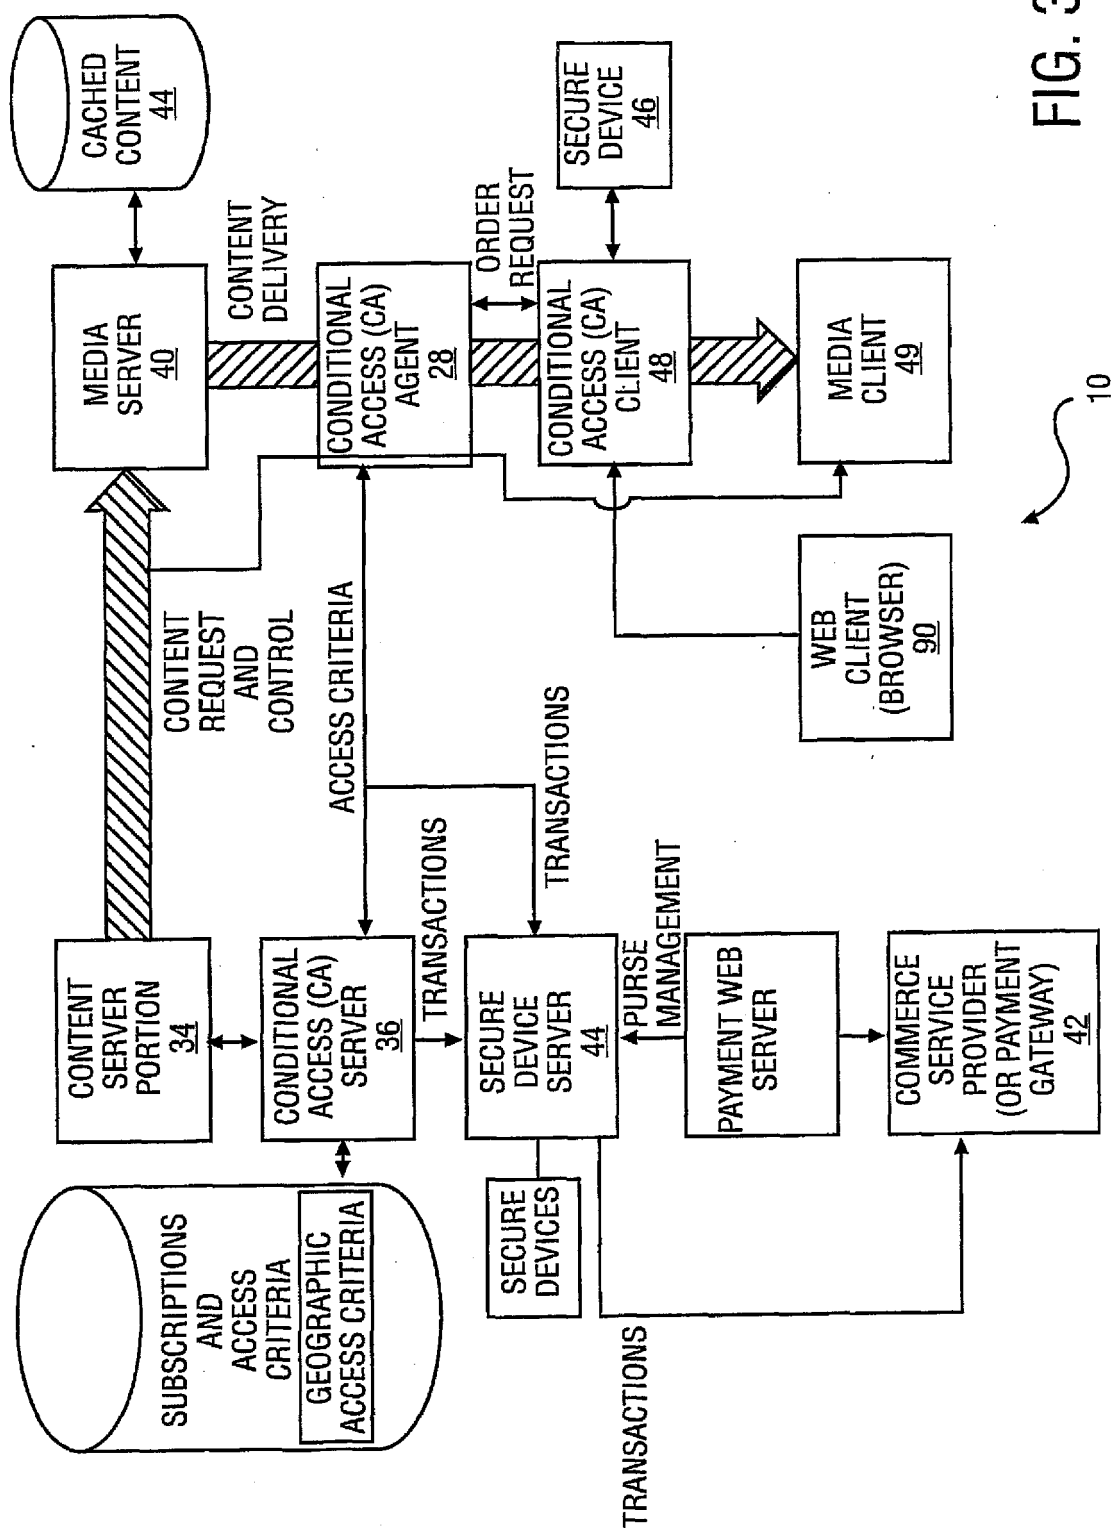 SUBSCRIPTIONS
AND
ACCESS
CRITERIA
GEOGRAPHIC
ACCESS CRITERIA
CONTENT
SERVER
PORTION
34
CONDITIONAL
ACCESS (CA)
SERVER
36
TRANSACTIONS
SECURE
DEVICE
SERVER
44
SECURE
DEVICES
PURSE
MANAGEMENT
PAYMENT WEB
SERVER
COMMERCE
SERVICE
PROVIDER
(OR PAYMENT
GATEWAY)
42
TRANSACTIONS
TRANSACTIONS
ACCESS CRITERIA
CONTENT
REQUEST
AND
CONTROL
MEDIA
SERVER
40
CACHED
CONTENT
44
CONTENT
DELIVERY
CONDITIONAL
ACCESS (CA)
AGENT
28
ORDER
REQUEST
CONDITIONAL
ACCESS (CA)
CLIENT
48
SECURE
DEVICE
46
MEDIA
CLIENT
49
WEB
CLIENT
(BROWSER)
90
10
FIG. 3